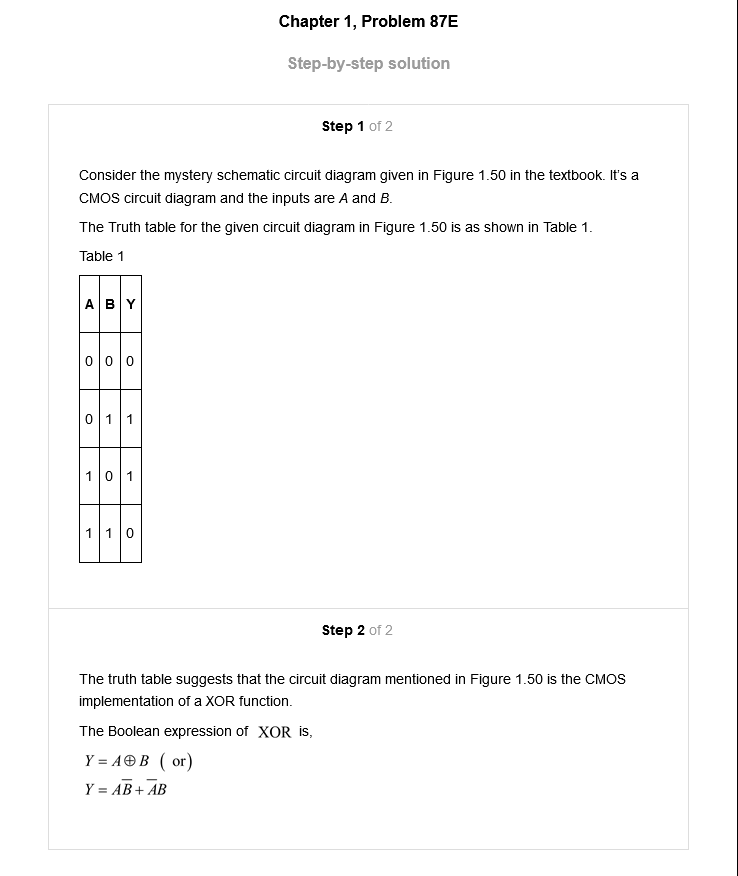 Chapter 1, Problem 87E
Step-by-step solution
Step 1 of 2
Consider the mystery schematic circuit diagram given in Figure 1.50 in the textbook. It's a
CMOS circuit diagram and the inputs are A and B.
The Truth table for the given circuit diagram in Figure 1.50 is as shown in Table 1.
Table 1
A B Y
0 0 0
0 1 1
1 0 1
1 1 0
Step 2 of 2
The truth table suggests that the circuit diagram mentioned in Figure 1.50 is the CMOS
implementation of a XOR function.
The Boolean expression of XOR is,
Y = A⊕B ( or)
Y = AB̅ + A̅B